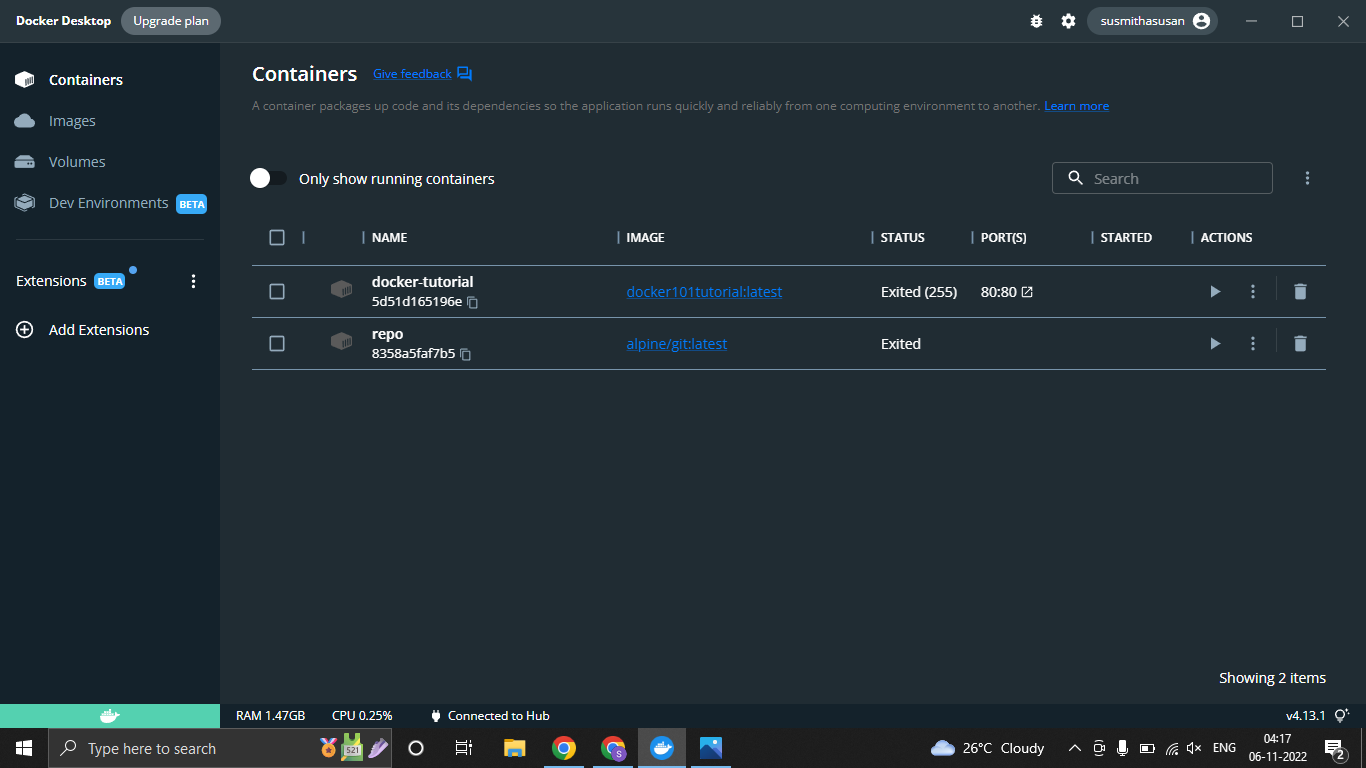 Docker Desktop Upgrade plan susmithasusan
Containers
Images
Volumes
Dev Environments BETA
Extensions BETA
Add Extensions
Containers Give feedback
A container packages up code and its dependencies so the application runs quickly and reliably from one computing environment to another. Learn more
Only show running containers Search
NAME IMAGE STATUS PORT(S) STARTED ACTIONS
docker-tutorial
5d51d165196e docker101tutorial:latest Exited (255) 80:80
repo
8358a5faf7b5 alpine/git:latest Exited
Showing 2 items
RAM 1.47GB CPU 0.25% Connected to Hub v4.13.1
Type here to search 521 S 26°C Cloudy ENG 04:17
06-11-2022 2